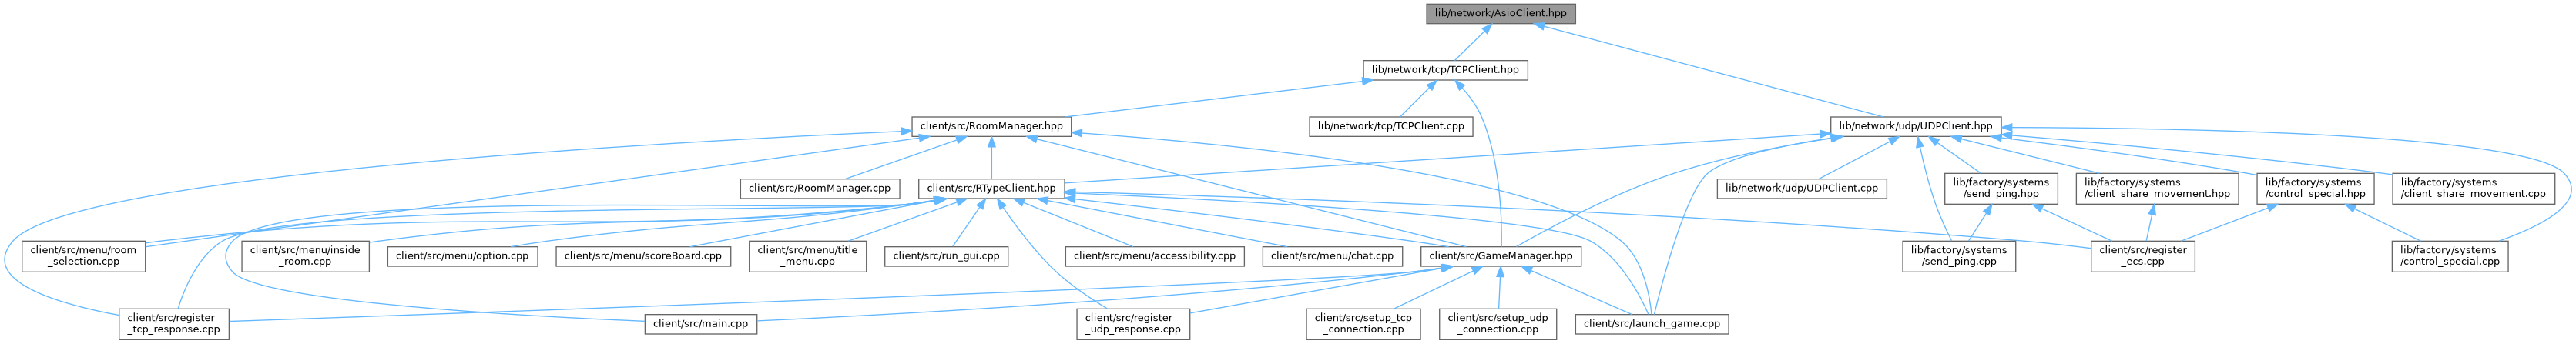 lib/network/AsioClient.hpp
lib/network/tcp/TCPClient.hpp
client/src/RoomManager.hpp
lib/network/tcp/TCPClient.cpp
lib/network/udp/UDPClient.hpp
client/src/RoomManager.cpp
client/src/RTypeClient.hpp
lib/network/udp/UDPClient.cpp
lib/factory/systems
/send_ping.hpp
lib/factory/systems
/client_share_movement.hpp
lib/factory/systems
/control_special.hpp
lib/factory/systems
/client_share_movement.cpp
client/src/menu/room
_selection.cpp
client/src/menu/inside
_room.cpp
client/src/menu/option.cpp
client/src/menu/scoreBoard.cpp
client/src/menu/title
_menu.cpp
client/src/run_gui.cpp
client/src/menu/accessibility.cpp
client/src/menu/chat.cpp
client/src/GameManager.hpp
lib/factory/systems
/send_ping.cpp
client/src/register
_ecs.cpp
lib/factory/systems
/control_special.cpp
client/src/register
_tcp_response.cpp
client/src/main.cpp
client/src/register
_udp_response.cpp
client/src/setup_tcp
_connection.cpp
client/src/setup_udp
_connection.cpp
client/src/launch_game.cpp